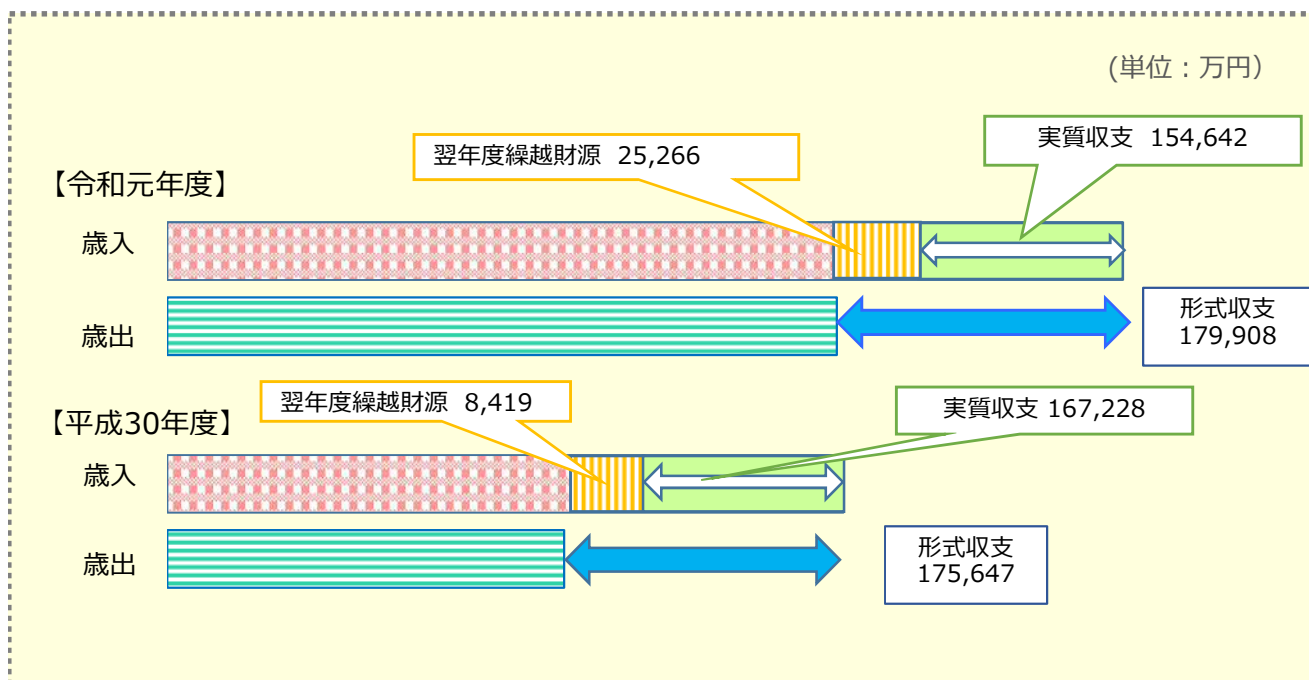 (単位：万円）
実質収支 154,642
翌年度繰越財源 25,266
【令和元年度】
歳入
歳出
形式収支
179,908
【平成30年度】
翌年度繰越財源 8,419
実質収支 167,228
歳入
歳出
形式収支
175,647